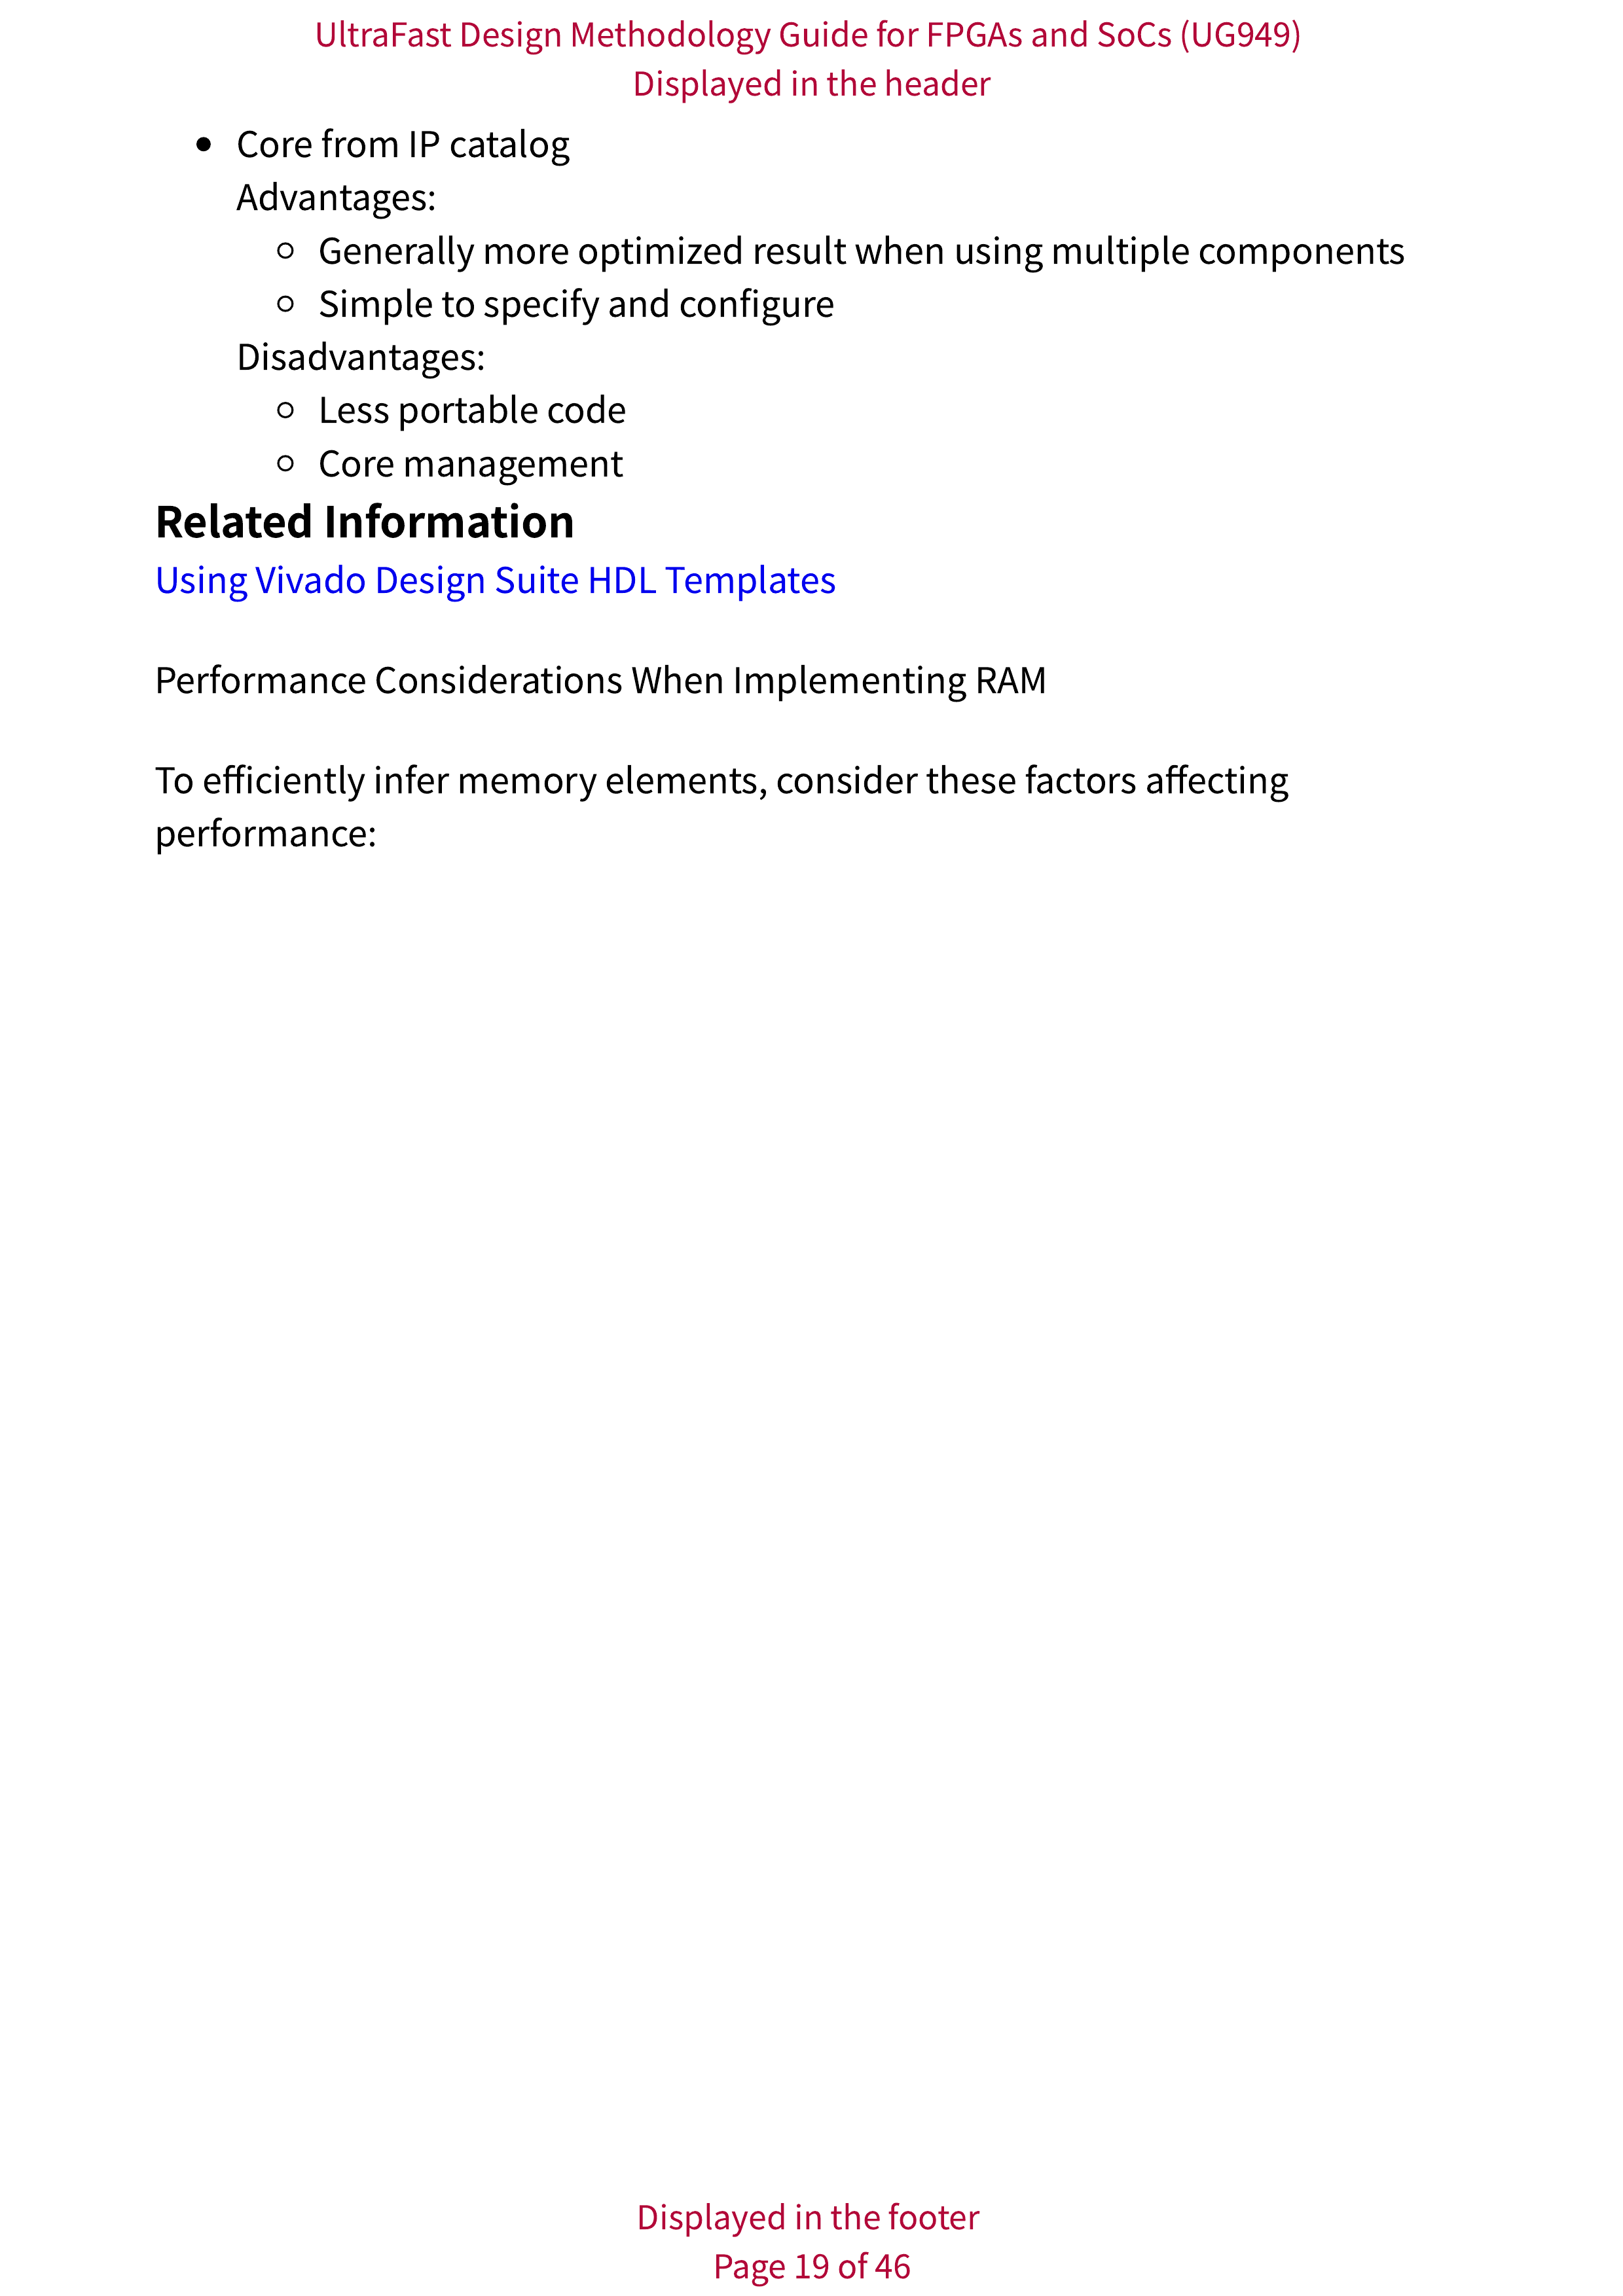 UltraFast Design Methodology Guide for FPGAs and SoCs (UG949)
Displayed in the header
• Core from IP catalog
Advantages:
○ Generally more optimized result when using multiple components
○ Simple to specify and configure
Disadvantages:
○ Less portable code
○ Core management
Related Information
Using Vivado Design Suite HDL Templates
Performance Considerations When Implementing RAM
To efficiently infer memory elements, consider these factors affecting
performance:
Displayed in the footer
Page 19 of 46